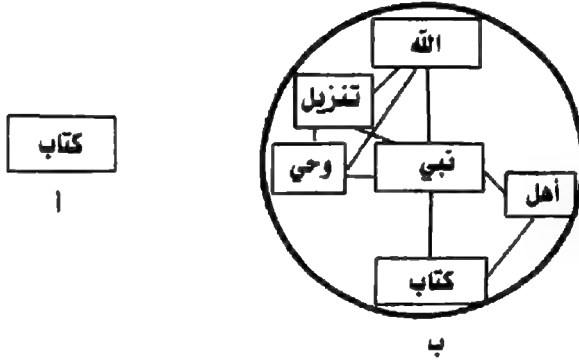 الله
تنزيل
كتاب
وحي
نبي
أهل
أ
كتاب
ب